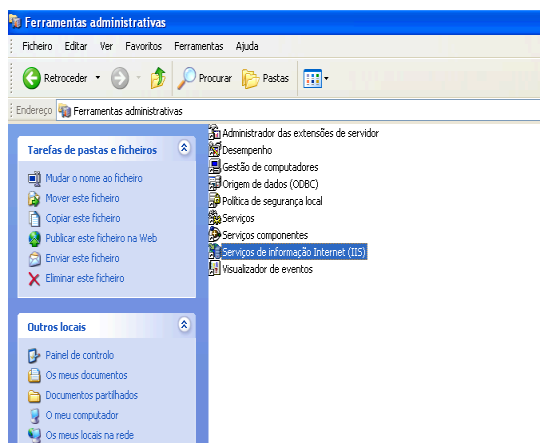 Ferramentas administrativas
Ficheiro Editar Ver Favoritos Ferramentas Ajuda
Retroceder Procurar Pastas
Endereço Ferramentas administrativas
Tarefas de pastas e ficheiros
Mudar o nome ao ficheiro
Mover este ficheiro
Copiar este ficheiro
Publicar este ficheiro na Web
Enviar este ficheiro
Eliminar este ficheiro
Outros locais
Painel de controlo
Os meus documentos
Documentos partilhados
O meu computador
Os meus locais na rede
Administrador das extensões de servidor
Desempenho
Gestão de computadores
Origem de dados (ODBC)
Política de segurança local
Serviços
Serviços componentes
Serviços de informação Internet (IIS)
Visualizador de eventos